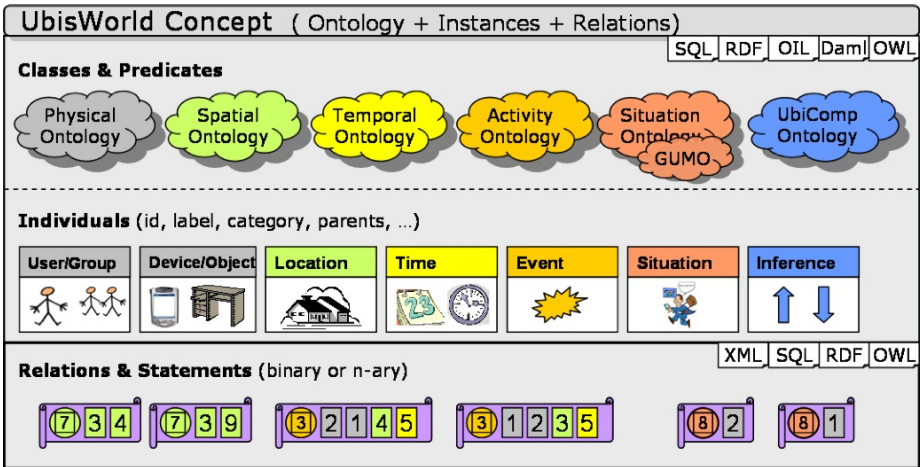 UbisWorld Concept ( Ontology + Instances + Relations)
SQL RDF OIL Daml OWL
Classes & Predicates
Physical Ontology
Spatial Ontology
Temporal Ontology
Activity Ontology
Situation Ontology
GUMO
UbiComp Ontology
Individuals (id, label, category, parents, ...)
User/Group Device/Object Location Time Event Situation Inference
23
XML SQL RDF OWL
Relations & Statements (binary or n-ary)
7 3 4 7 3 9 3 2 1 4 5 3 1 2 3 5 8 2 8 1